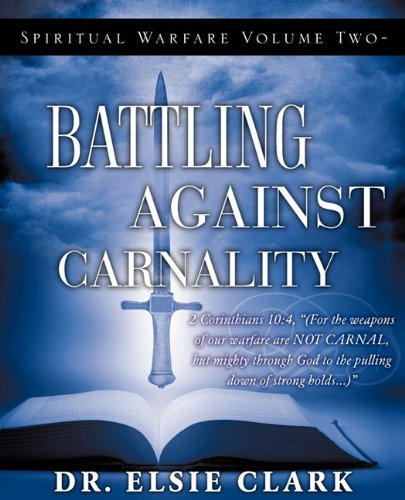 SPIRITUAL WARFARE VOLUME TWO-
BATTLING
AGAINST
CARNALITY
2 Corinthians 10:4, “(For the weapons
of our warfare are NOT CARNAL,
but mighty through God to the pulling
down of strong holds...)”
DR. ELSIE CLARK